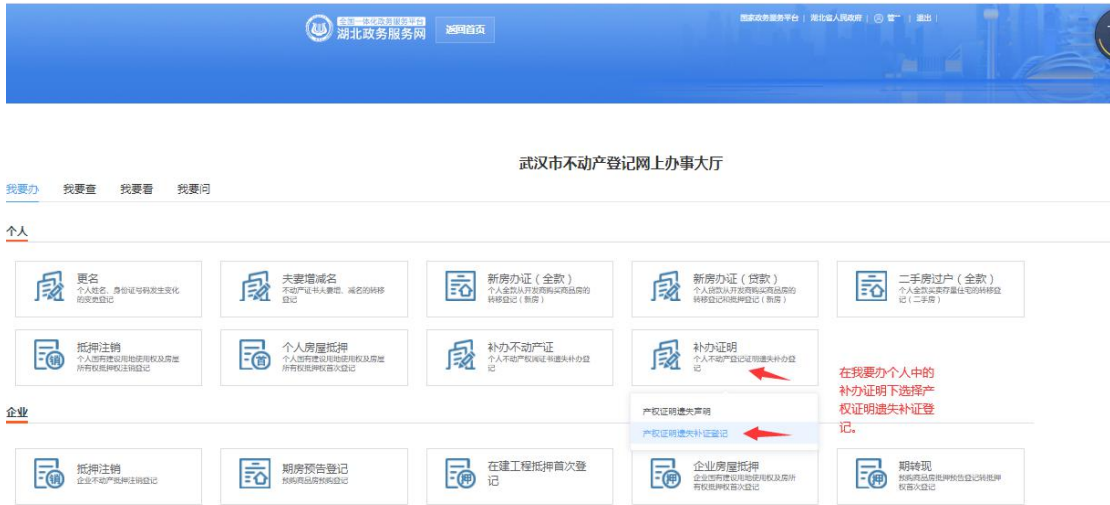 全国一体化政务服务平台
湖北政务服务网
返回首页
国家政务服务平台 | 湖北省人民政府 | 管** | 退出 |
武汉市不动产登记网上办事大厅
我要办 我要查 我要看 我要问
个人
更名
个人姓名、身份证号码发生变化
的变更登记
夫妻增减名
不动产证书夫妻增、减名的转移
登记
新房办证（全款）
个人全款从开发商购买商品房的
转移登记（新房）
新房办证（贷款）
个人贷款从开发商购买商品房的
转移登记和抵押登记（新房）
二手房过户（全款）
个人全款买卖存量住宅的转移登
记（二手房）
销
抵押注销
个人国有建设用地使用权及房屋
所有权抵押权注销登记
首
个人房屋抵押
个人国有建设用地使用权及房屋
所有权抵押权首次登记
补办不动产证
个人不动产权属证书遗失补办登
记
补办证明
个人不动产登记证明遗失补办登
记
在我要办个人中的
补办证明下选择产
权证明遗失补证登
记。
产权证明遗失声明
产权证明遗失补证登记
企业
销
抵押注销
企业不动产抵押注销登记
期房预告登记
预购商品房预购登记
押
在建工程抵押首次登
记
押
企业房屋抵押
企业国有建设用地使用权及房屋所
有权抵押权首次登记
押
期转现
预购商品房抵押预告登记转抵押
权首次登记